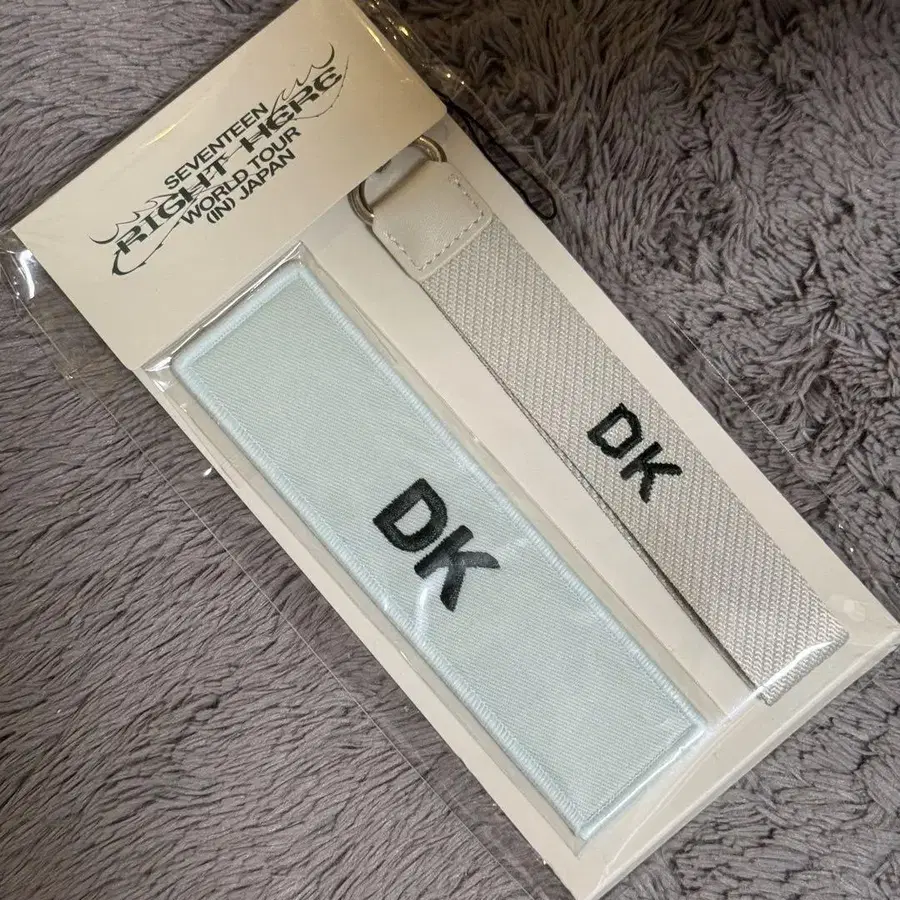 SEVENTEEN
RIGHT HERE
WORLD TOUR
(IN) JAPAN
DK
DK